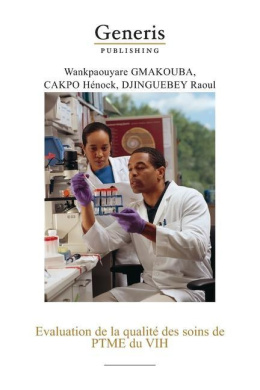 Generis
PUBLISHING
Wankpaouyare GMAKOUBA,
CAKPO Hénock, DJINGUEBEY Raoul
Evaluation de la qualité des soins de
PTME du VIH